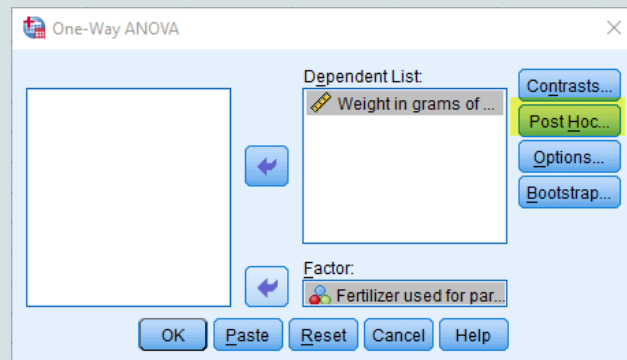 One-Way ANOVA
Dependent List:
Weight in grams of ...
Contrasts...
Post Hoc...
Options...
Bootstrap...
Factor:
Fertilizer used for par...
OK Paste Reset Cancel Help